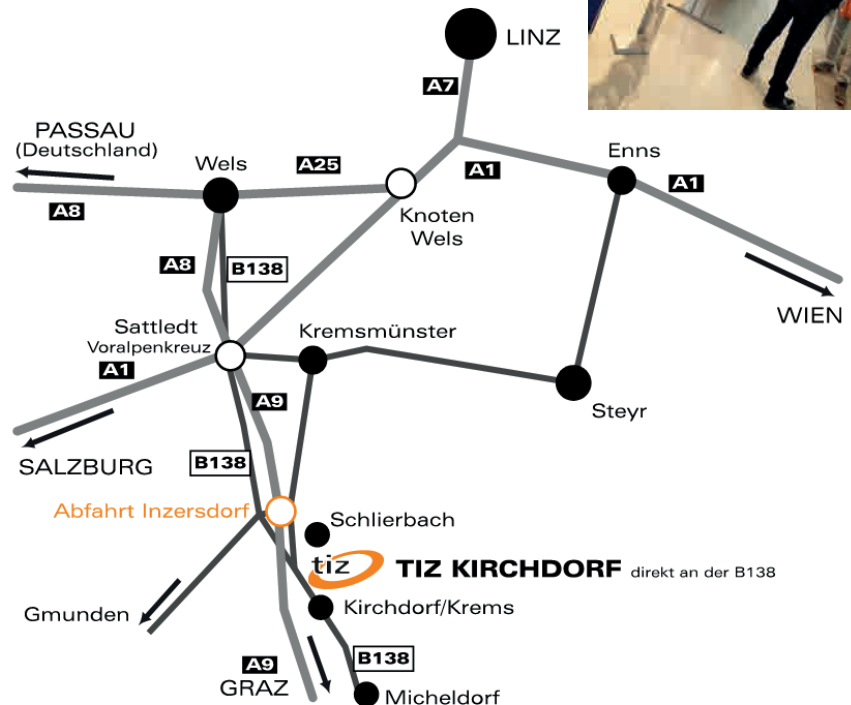 LINZ
A7
PASSAU
(Deutschland)
Wels
A25
A1
Enns
A1
A8
Knoten
Wels
A8
B138
WIEN
Sattledt
Voralpenkreuz
Kremsmünster
A1
A9
Steyr
SALZBURG
B138
Abfahrt Inzersdorf
Schlierbach
tiz TIZ KIRCHDORF direkt an der B138
Gmunden
Kirchdorf/Krems
A9
B138
GRAZ
Micheldorf